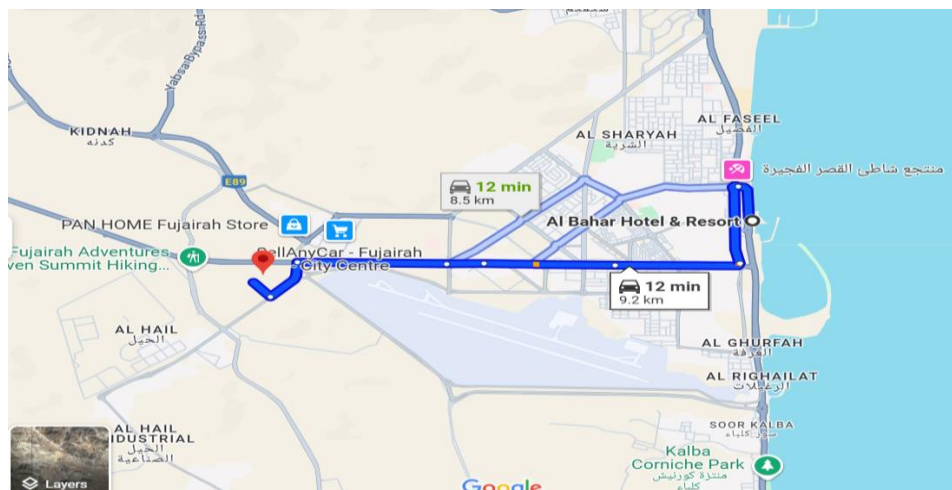 Yabsa Bypass Rd
KIDNAH
كدنه
E89
PAN HOME Fujairah Store
Fujairah Adventures
ven Summit Hiking...
SellAnyCar - Fujairah
City Centre
12 min
8.5 km
AL SHARYAH
الشرية
AL FASEEL
الفصيل
منتجع شاطئ القصر الفجيرة
Al Bahar Hotel & Resort
12 min
9.2 km
AL HAIL
الحيل
AL GHURFAH
الغرفة
AL RIGHAILAT
الرغيلات
AL HAIL
INDUSTRIAL
الحيل
الصناعية
SOOR KALBA
سور كلباء
Kalba
Corniche Park
منتزة كورنيش
كلباء
Layers
Google